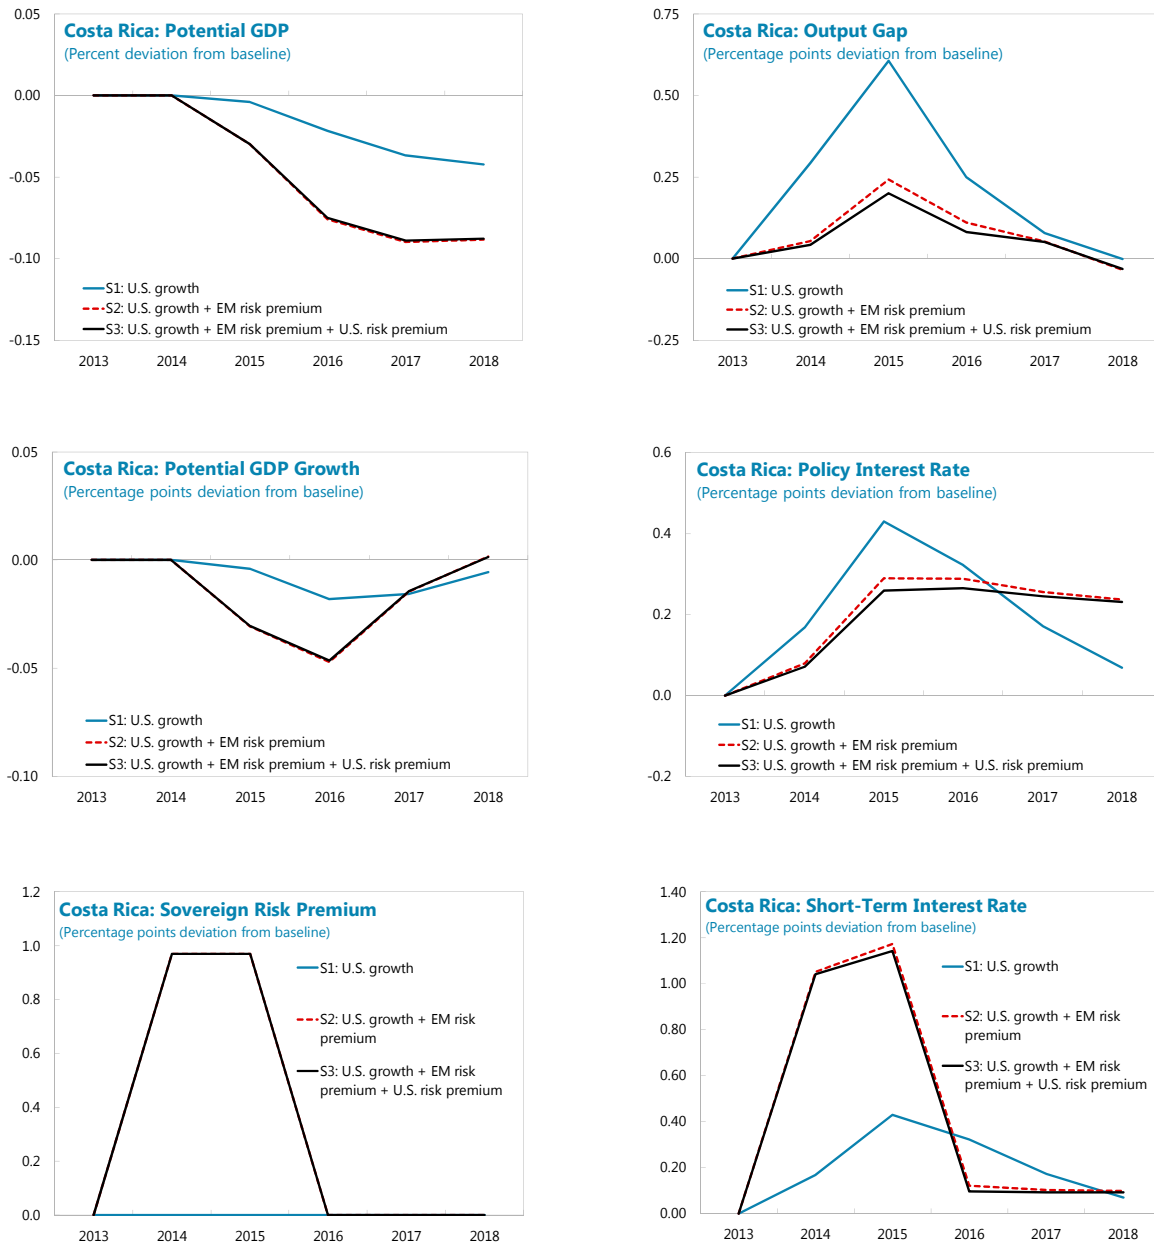 Costa Rica: Potential GDP
(Percent deviation from baseline)
0.05
0.00
-0.05
-0.10
-0.15
S1: U.S. growth
S2: U.S. growth + EM risk premium
S3: U.S. growth + EM risk premium + U.S. risk premium
2013 2014 2015 2016 2017 2018
Costa Rica: Output Gap
(Percentage points deviation from baseline)
0.75
0.50
0.25
0.00
-0.25
S1: U.S. growth
S2: U.S. growth + EM risk premium
S3: U.S. growth + EM risk premium + U.S. risk premium
2013 2014 2015 2016 2017 2018
Costa Rica: Potential GDP Growth
(Percentage points deviation from baseline)
0.05
0.00
-0.05
-0.10
S1: U.S. growth
S2: U.S. growth + EM risk premium
S3: U.S. growth + EM risk premium + U.S. risk premium
2013 2014 2015 2016 2017 2018
Costa Rica: Policy Interest Rate
(Percentage points deviation from baseline)
0.6
0.4
0.2
0.0
-0.2
S1: U.S. growth
S2: U.S. growth + EM risk premium
S3: U.S. growth + EM risk premium + U.S. risk premium
2013 2014 2015 2016 2017 2018
Costa Rica: Sovereign Risk Premium
(Percentage points deviation from baseline)
1.2
1.0
0.8
0.6
0.4
0.2
0.0
S1: U.S. growth
S2: U.S. growth + EM risk
premium
S3: U.S. growth + EM risk
premium + U.S. risk premium
2013 2014 2015 2016 2017 2018
Costa Rica: Short-Term Interest Rate
(Percentage points deviation from baseline)
1.40
1.20
1.00
0.80
0.60
0.40
0.20
0.00
S1: U.S. growth
S2: U.S. growth + EM risk
premium
S3: U.S. growth + EM risk
premium + U.S. risk premium
2013 2014 2015 2016 2017 2018